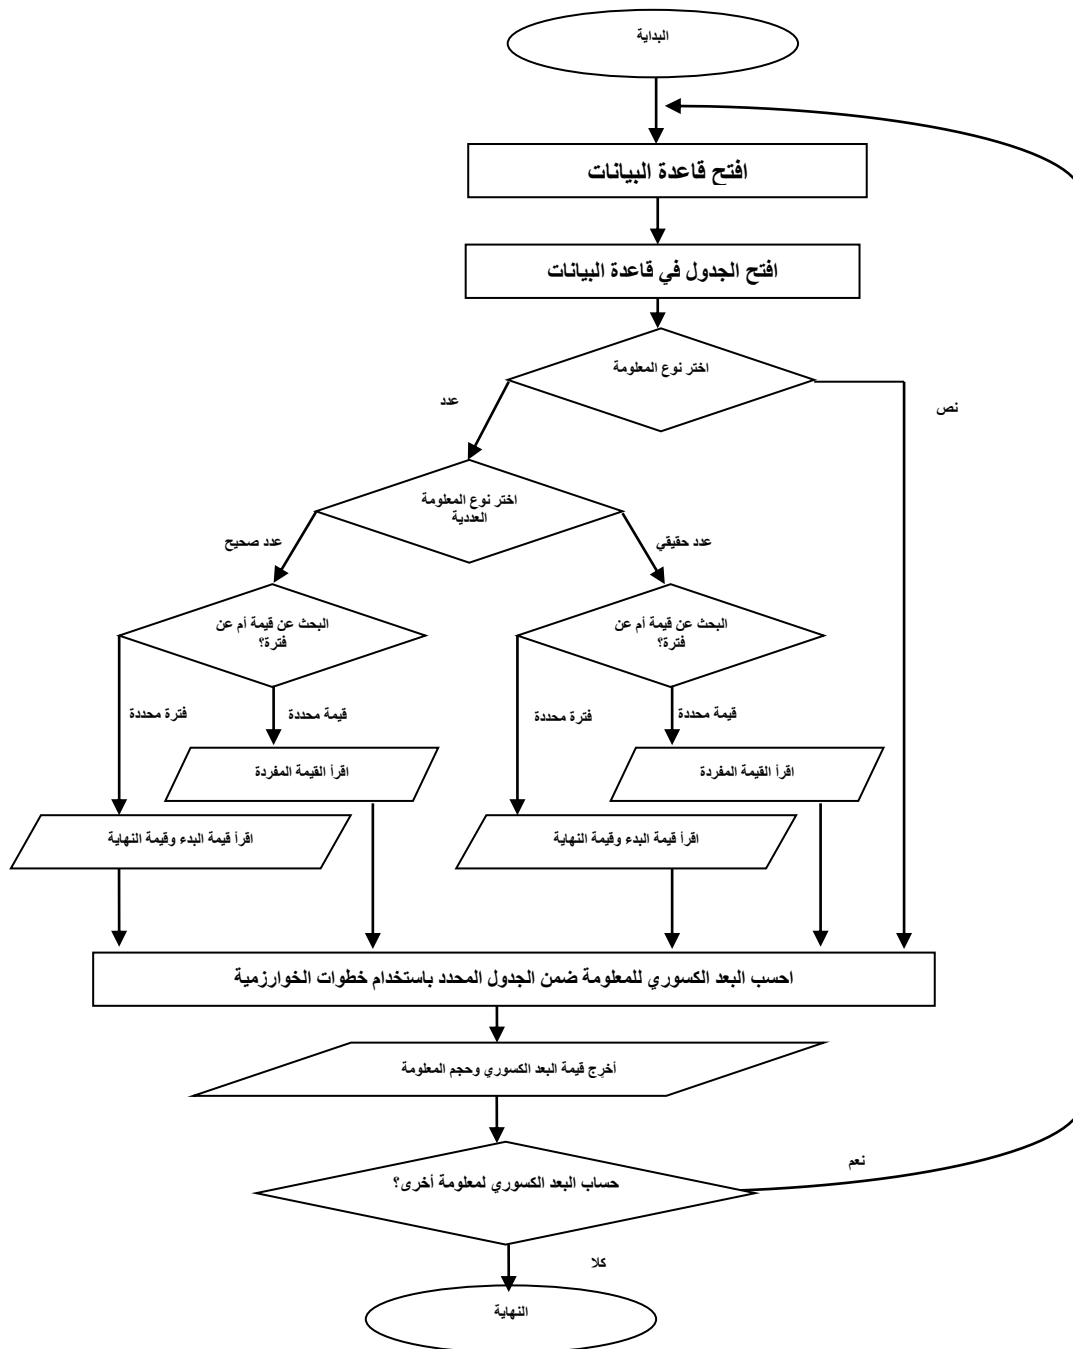 البداية
افتح قاعدة البيانات
افتح الجدول في قاعدة البيانات
اختر نوع المعلومة
نص
عدد
اختر نوع المعلومة
العددية
عدد حقيقي
عدد صحيح
البحث عن قيمة أم عن
فترة؟
البحث عن قيمة أم عن
فترة؟
قيمة محددة
فترة محددة
قيمة محددة
فترة محددة
اقرأ القيمة المفردة
اقرأ القيمة المفردة
اقرأ قيمة البدء وقيمة النهاية
اقرأ قيمة البدء وقيمة النهاية
احسب البعد الكسوري للمعلومة ضمن الجدول المحدد باستخدام خطوات الخوارزمية
أخرج قيمة البعد الكسوري وحجم المعلومة
حساب البعد الكسوري لمعلومة أخرى؟
نعم
كلا
النهاية